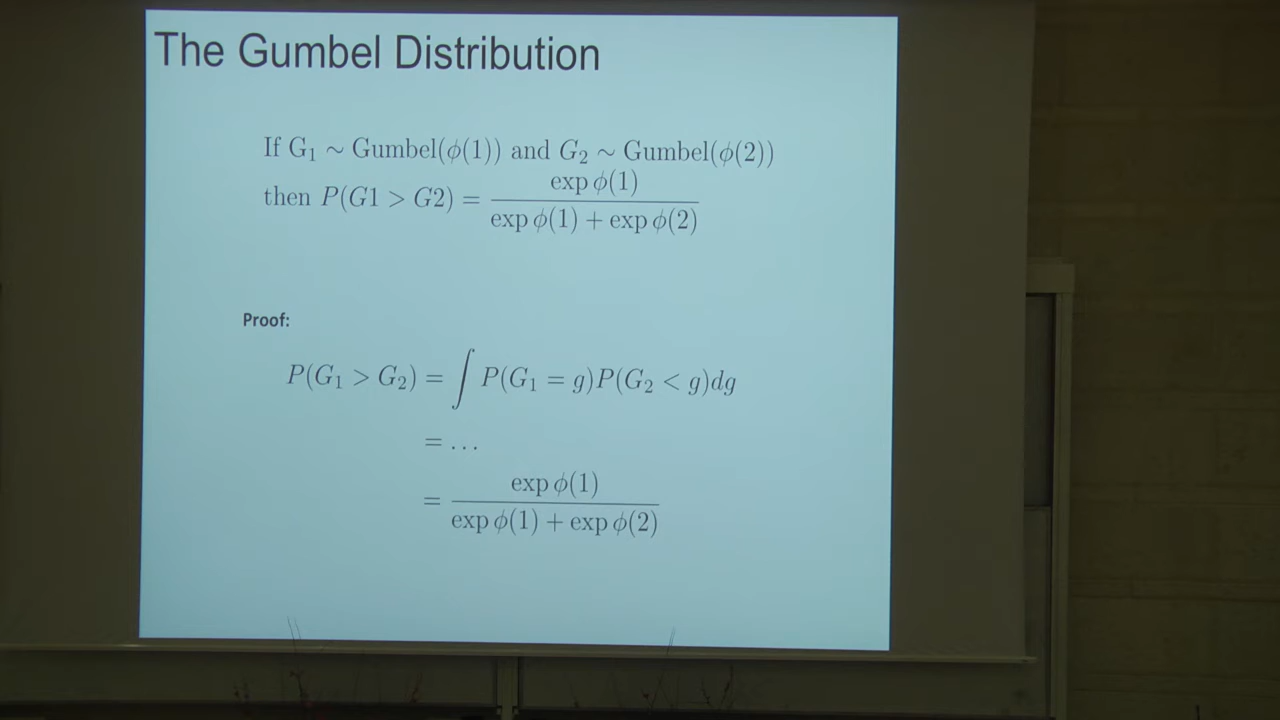 The Gumbel Distribution
If G₁ ∼ Gumbel(ϕ(1)) and G₂ ∼ Gumbel(ϕ(2))
then P(G1 > G2) = exp ϕ(1) / exp ϕ(1) + exp ϕ(2)
Proof:
P(G₁ > G₂) = ∫ P(G₁ = g)P(G₂ < g)dg
= ...
= exp ϕ(1) / exp ϕ(1) + exp ϕ(2)